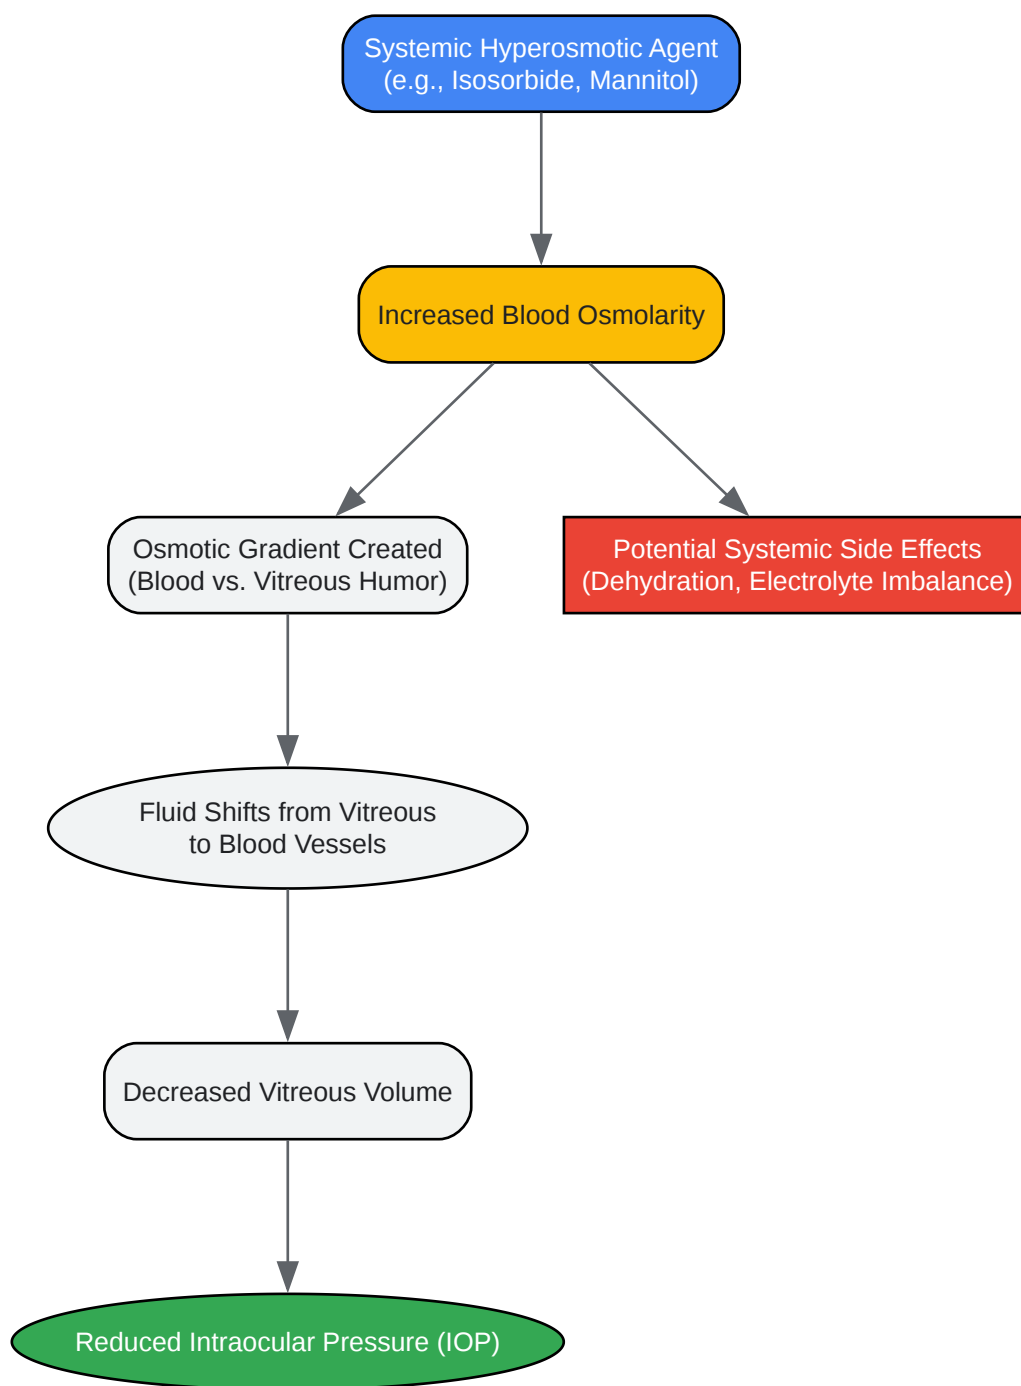 Systemic Hyperosmotic Agent
(e.g., Isosorbide, Mannitol)
Increased Blood Osmolarity
Osmotic Gradient Created
(Blood vs. Vitreous Humor)
Potential Systemic Side Effects
(Dehydration, Electrolyte Imbalance)
Fluid Shifts from Vitreous
to Blood Vessels
Decreased Vitreous Volume
Reduced Intraocular Pressure (IOP)